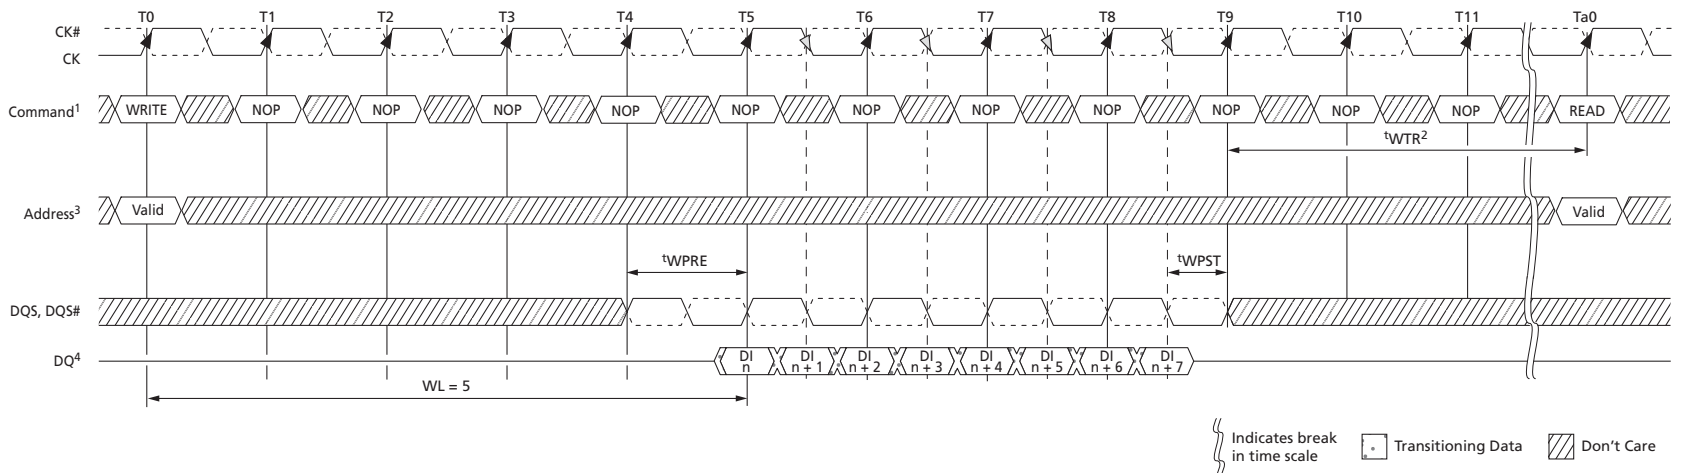 T0 T1 T2 T3 T4 T5 T6 T7 T8 T9 T10 T11 Ta0
CK#
CK
Command1 WRITE NOP NOP NOP NOP NOP NOP NOP NOP NOP NOP NOP READ
tWTR2
Address3 Valid Valid
tWPRE tWPST
DQS, DQS#
DQ4 DI n DI n + 1 DI n + 2 DI n + 3 DI n + 4 DI n + 5 DI n + 6 DI n + 7
WL = 5
Indicates break in time scale Transitioning Data Don't Care